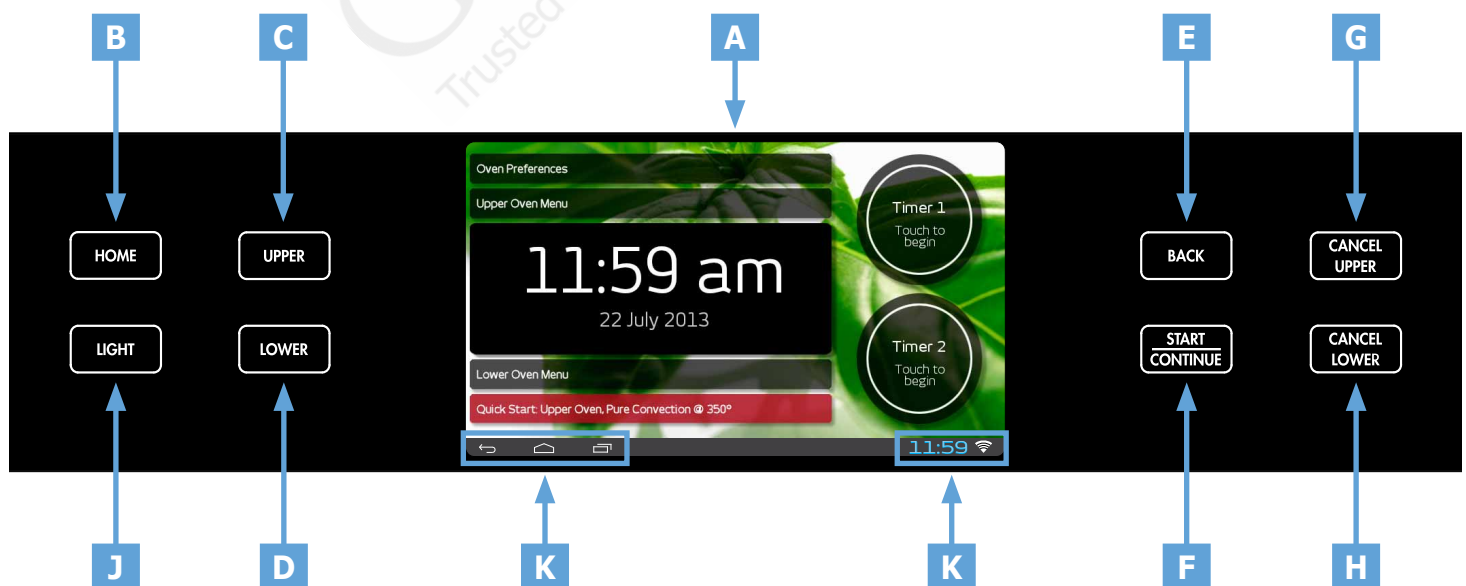 B
C
A
E
G
Trusted
HOME
UPPER
BACK
CANCEL
UPPER
LIGHT
LOWER
START
CONTINUE
CANCEL
LOWER
Oven Preferences
Upper Oven Menu
11:59 am
22 July 2013
Lower Oven Menu
Quick Start: Upper Oven, Pure Convection @ 350°
Timer 1
Touch to
begin
Timer 2
Touch to
begin
11:59
J
D
K
K
F
H